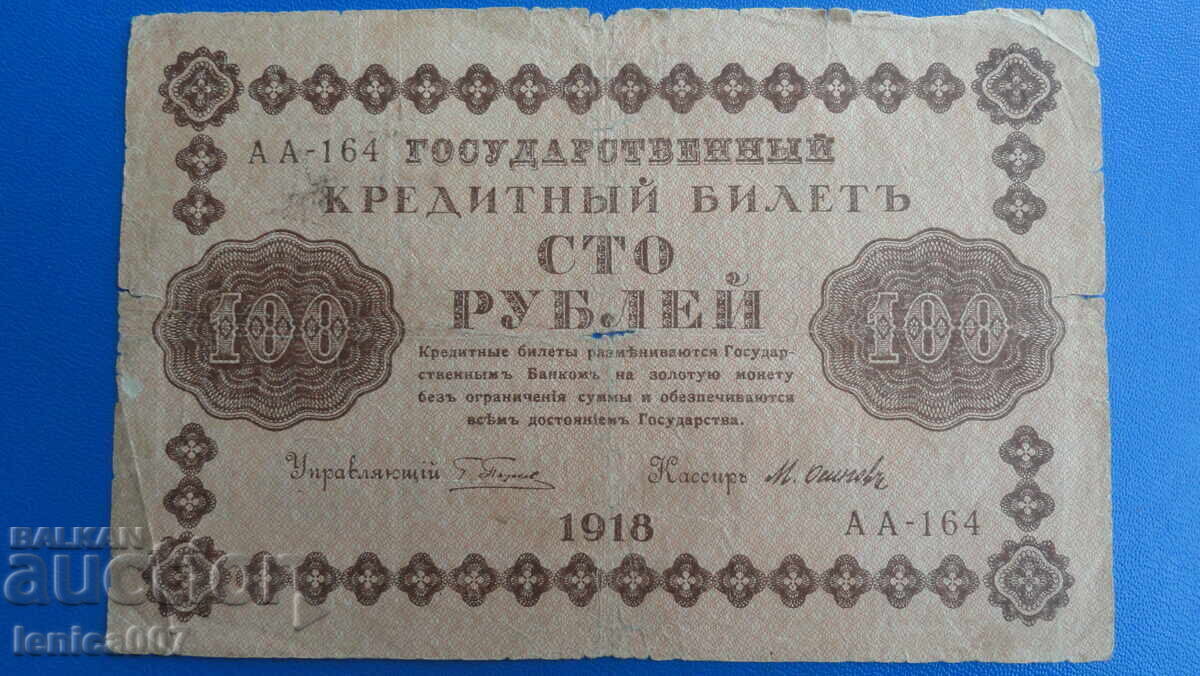 АА-164 ГОСУДАРСТВЕННЫЙ
КРЕДИТНЫЙ БИЛЕТЪ
СТО
РУБЛЕЙ
100
100
Кредитные билеты размѣниваются Государ-
ственнымъ Банкомъ на золотую монету
безъ ограниченія суммы и обезпечиваются
всѣмъ достояніемъ Государства.
Управляющій
Кассиръ М. Осиповъ
1918
АА-164
BALKAN
auction
lenica007